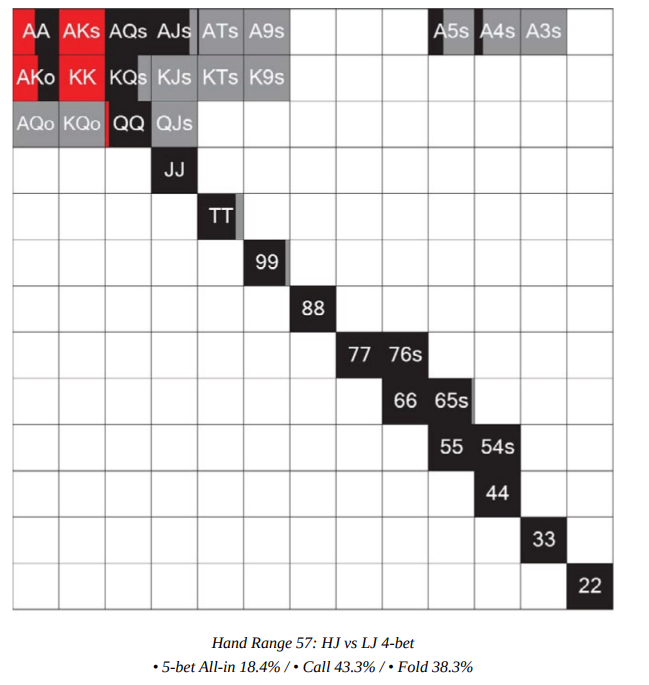 AA AKs AQs AJs ATs A9s A5s A4s A3s
AKo KK KQs KJs KTs K9s
AQo KQo QQ QJs
JJ
TT
99
88
77 76s
66 65s
55 54s
44
33
22
Hand Range 57: HJ vs LJ 4-bet
• 5-bet All-in 18.4% / • Call 43.3% / • Fold 38.3%